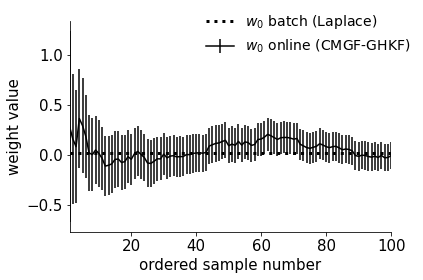 w₀ batch (Laplace)
w₀ online (CMGF-GHKF)
1.0
0.5
0.0
−0.5
weight value
20 40 60 80 100
ordered sample number